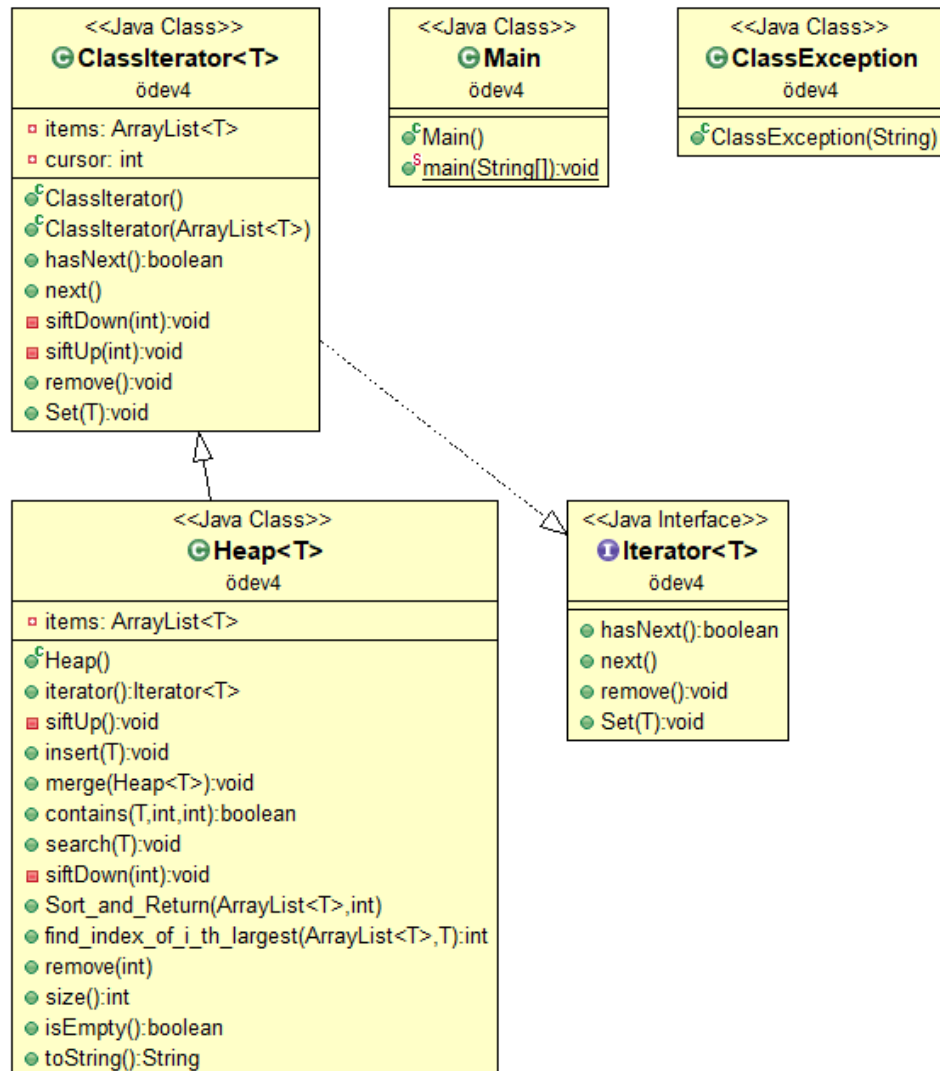 <<Java Class>>
ClassIterator<T>
ödev4
items: ArrayList<T>
cursor: int
ClassIterator()
ClassIterator(ArrayList<T>)
hasNext():boolean
next()
siftDown(int):void
siftUp(int):void
remove():void
Set(T):void
<<Java Class>>
Main
ödev4
Main()
main(String[]):void
<<Java Class>>
ClassException
ödev4
ClassException(String)
<<Java Class>>
Heap<T>
ödev4
items: ArrayList<T>
Heap()
iterator():Iterator<T>
siftUp():void
insert(T):void
merge(Heap<T>):void
contains(T,int,int):boolean
search(T):void
siftDown(int):void
Sort_and_Return(ArrayList<T>,int)
find_index_of_i_th_largest(ArrayList<T>,T):int
remove(int)
size():int
isEmpty():boolean
toString():String
<<Java Interface>>
Iterator<T>
ödev4
hasNext():boolean
next()
remove():void
Set(T):void